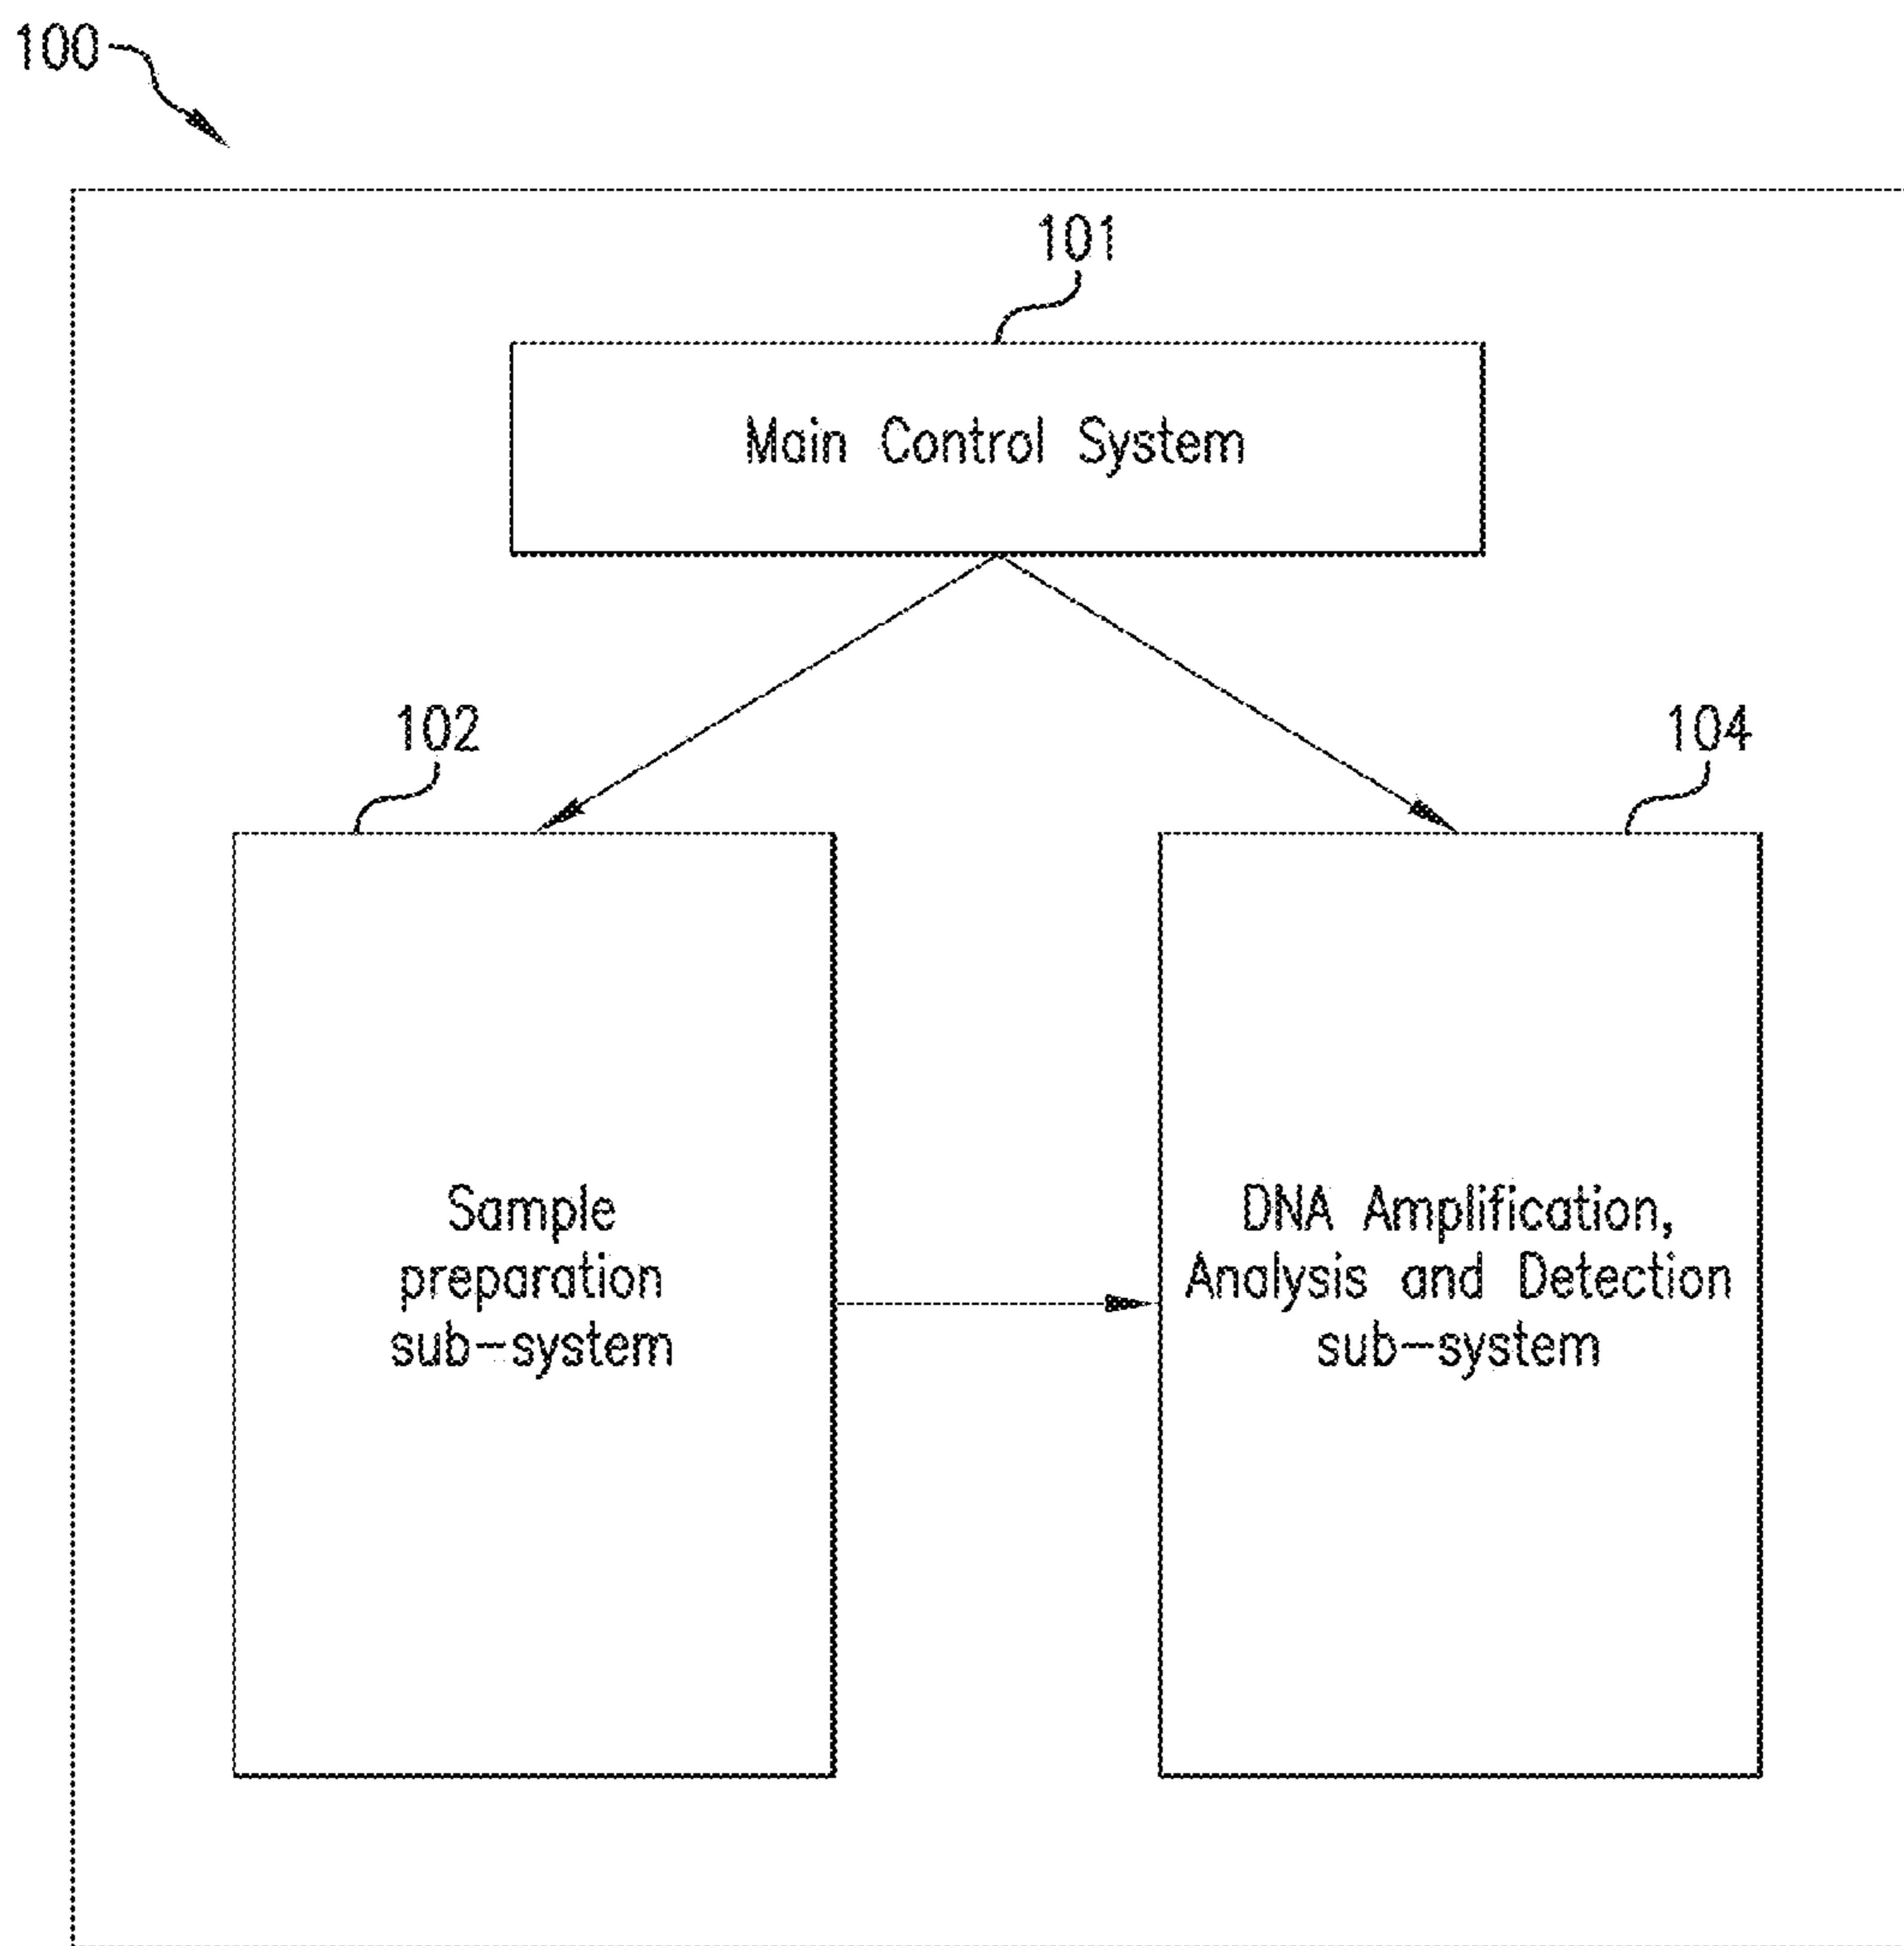 100
101
Main Control System
102
104
Sample
preparation
sub-system
DNA Amplification,
Analysis and Detection
sub-system